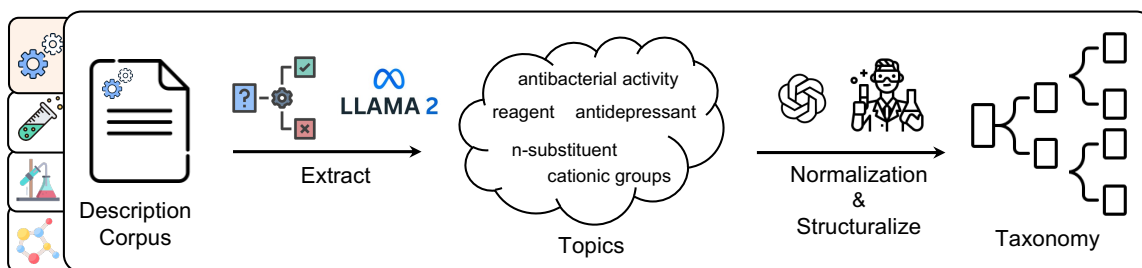 Description
Corpus
?
LLAMA 2
Extract
antibacterial activity
reagent antidepressant
n-substituent
cationic groups
Topics
Normalization
&
Structuralize
Taxonomy